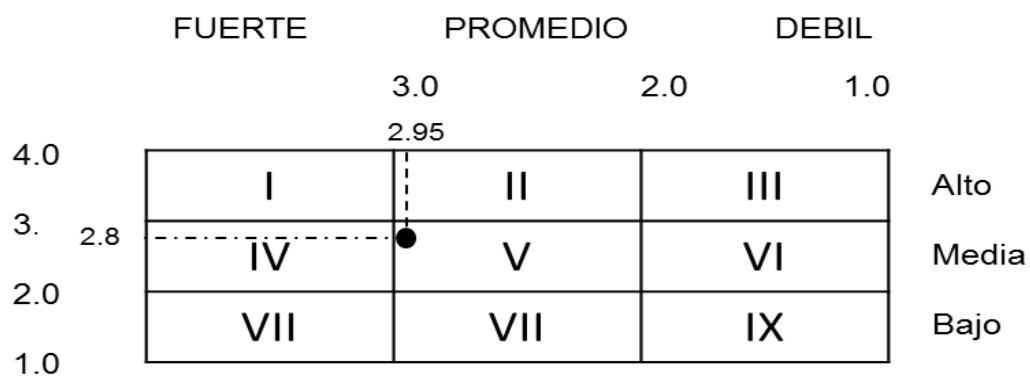 FUERTE PROMEDIO DEBIL
3.0 2.0 1.0
2.95
4.0
I II III Alto
3.
2.8
IV V VI Media
2.0
VII VII IX Bajo
1.0